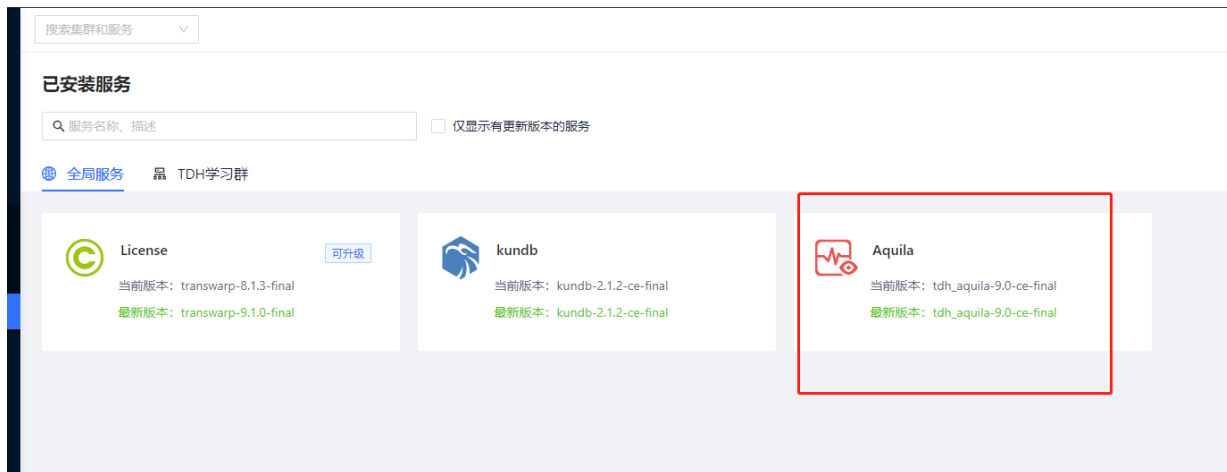 搜索集群和服务
已安装服务
服务名称、描述
仅显示有更新版本的服务
全局服务 TDH学习群
License 可升级
当前版本：transwarp-8.1.3-final
最新版本：transwarp-9.1.0-final
kundb
当前版本：kundb-2.1.2-ce-final
最新版本：kundb-2.1.2-ce-final
Aquila
当前版本：tdh_aquila-9.0-ce-final
最新版本：tdh_aquila-9.0-ce-final